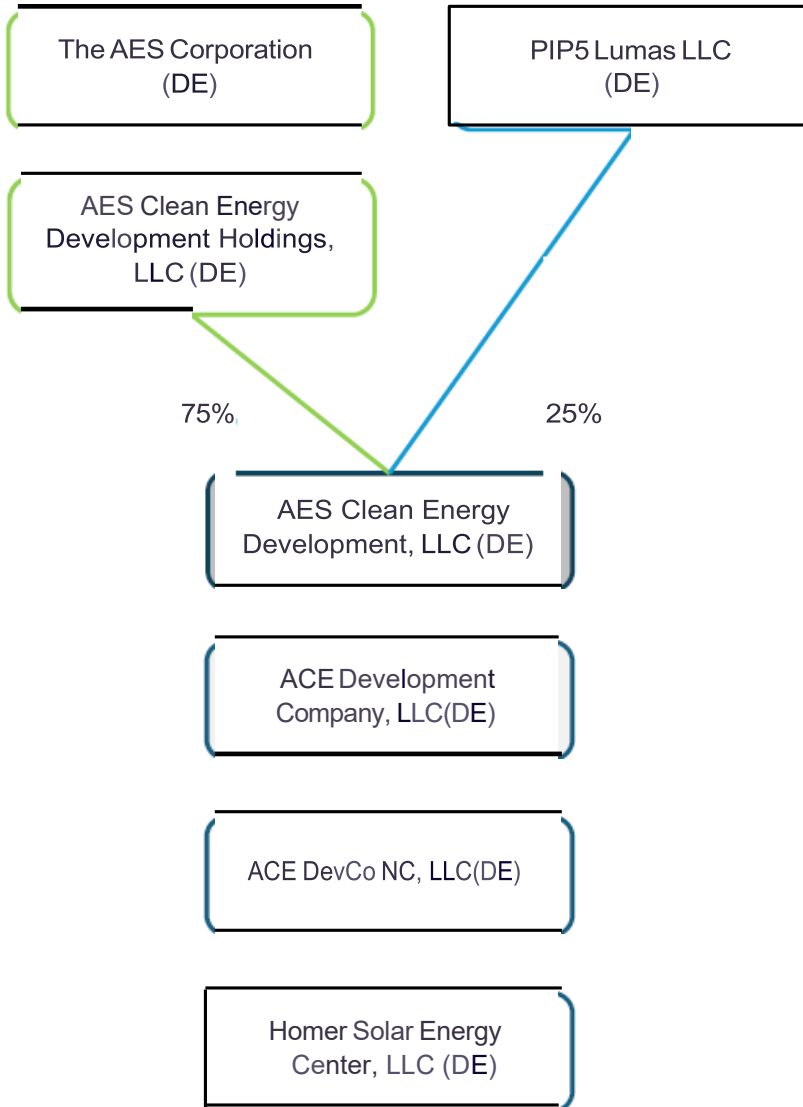 The AES Corporation
(DE)
PIP5 Lumas LLC
(DE)
AES Clean Energy
Development Holdings,
LLC (DE)
75%
25%
AES Clean Energy
Development, LLC (DE)
ACE Development
Company, LLC(DE)
ACE DevCo NC, LLC(DE)
Homer Solar Energy
Center, LLC (DE)